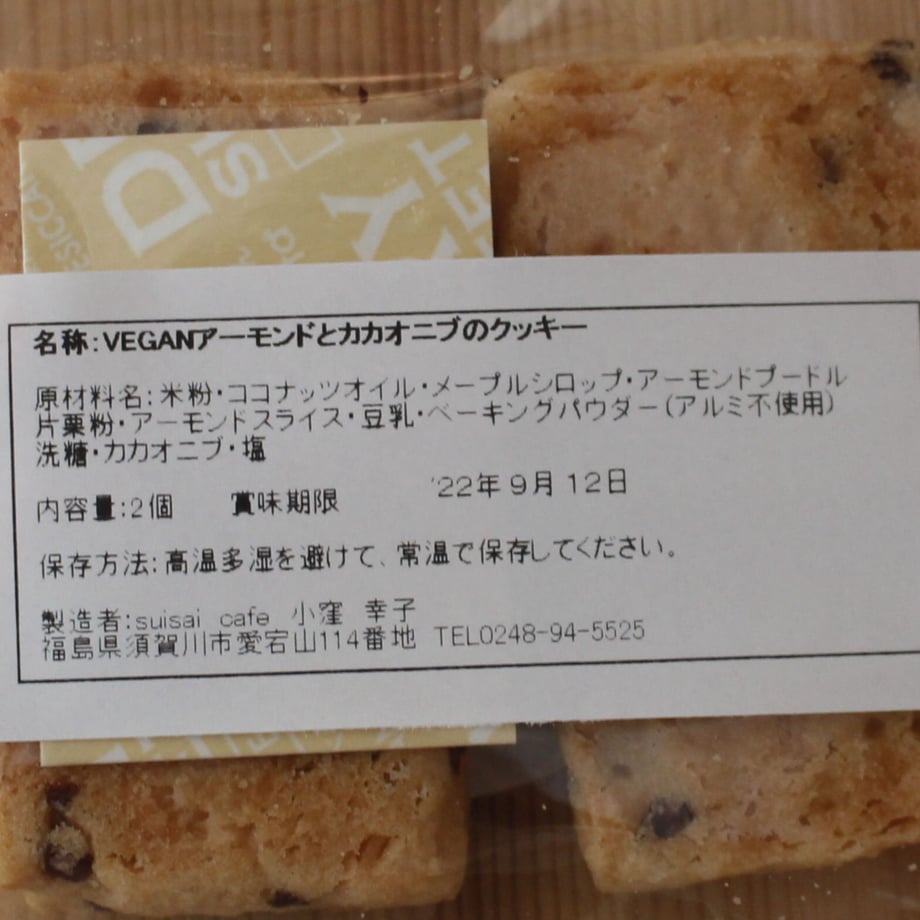 名称:VEGANアーモンドとカカオニブのクッキー
原材料名:米粉・ココナッツオイル・メープルシロップ・アーモンドプードル
片栗粉・アーモンドスライス・豆乳・ベーキングパウダー(アルミ不使用)
洗糖・カカオニブ・塩
内容量:2個　賞味期限　'22年9月12日
保存方法:高温多湿を避けて、常温で保存してください。
製造者:suisai cafe 小窪 幸子
福島県須賀川市愛宕山114番地 TEL0248-94-5525